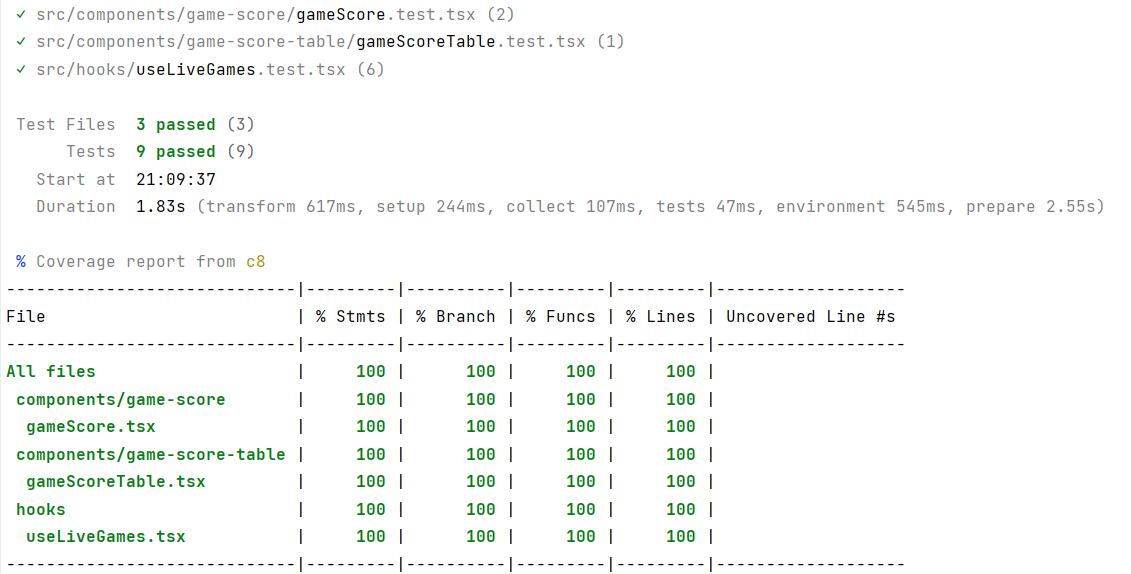 ✓ src/components/game-score/gameScore.test.tsx (2)
✓ src/components/game-score-table/gameScoreTable.test.tsx (1)
✓ src/hooks/useLiveGames.test.tsx (6)
Test Files  3 passed (3)
Tests  9 passed (9)
Start at  21:09:37
Duration  1.83s (transform 617ms, setup 244ms, collect 107ms, tests 47ms, environment 545ms, prepare 2.55s)
% Coverage report from c8
-----------------------------|---------|----------|---------|---------|-------------------
File                         | % Stmts | % Branch | % Funcs | % Lines | Uncovered Line #s
-----------------------------|---------|----------|---------|---------|-------------------
All files                    |     100 |      100 |     100 |     100 |
 components/game-score       |     100 |      100 |     100 |     100 |
  gameScore.tsx              |     100 |      100 |     100 |     100 |
 components/game-score-table |     100 |      100 |     100 |     100 |
  gameScoreTable.tsx         |     100 |      100 |     100 |     100 |
 hooks                       |     100 |      100 |     100 |     100 |
  useLiveGames.tsx           |     100 |      100 |     100 |     100 |
-----------------------------|---------|----------|---------|---------|-------------------